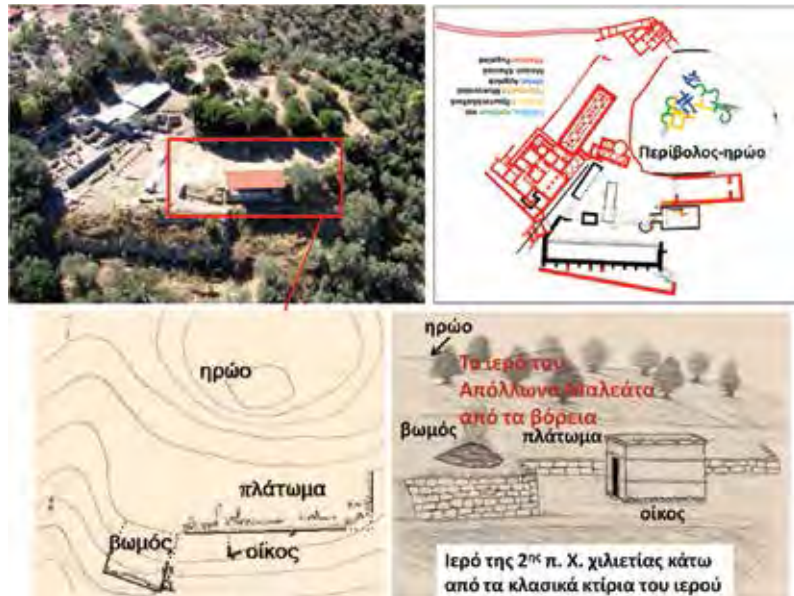 Περίβολος-ηρώο
ηρώο
πλάτωμα
βωμός
οίκος
ηρώο
Το ιερό του
Απόλλωνα Μαλεάτα
από τα βόρεια
βωμός
πλάτωμα
οίκος
Ιερό της 2ης π. Χ. χιλιετίας κάτω
από τα κλασικά κτίρια του ιερού